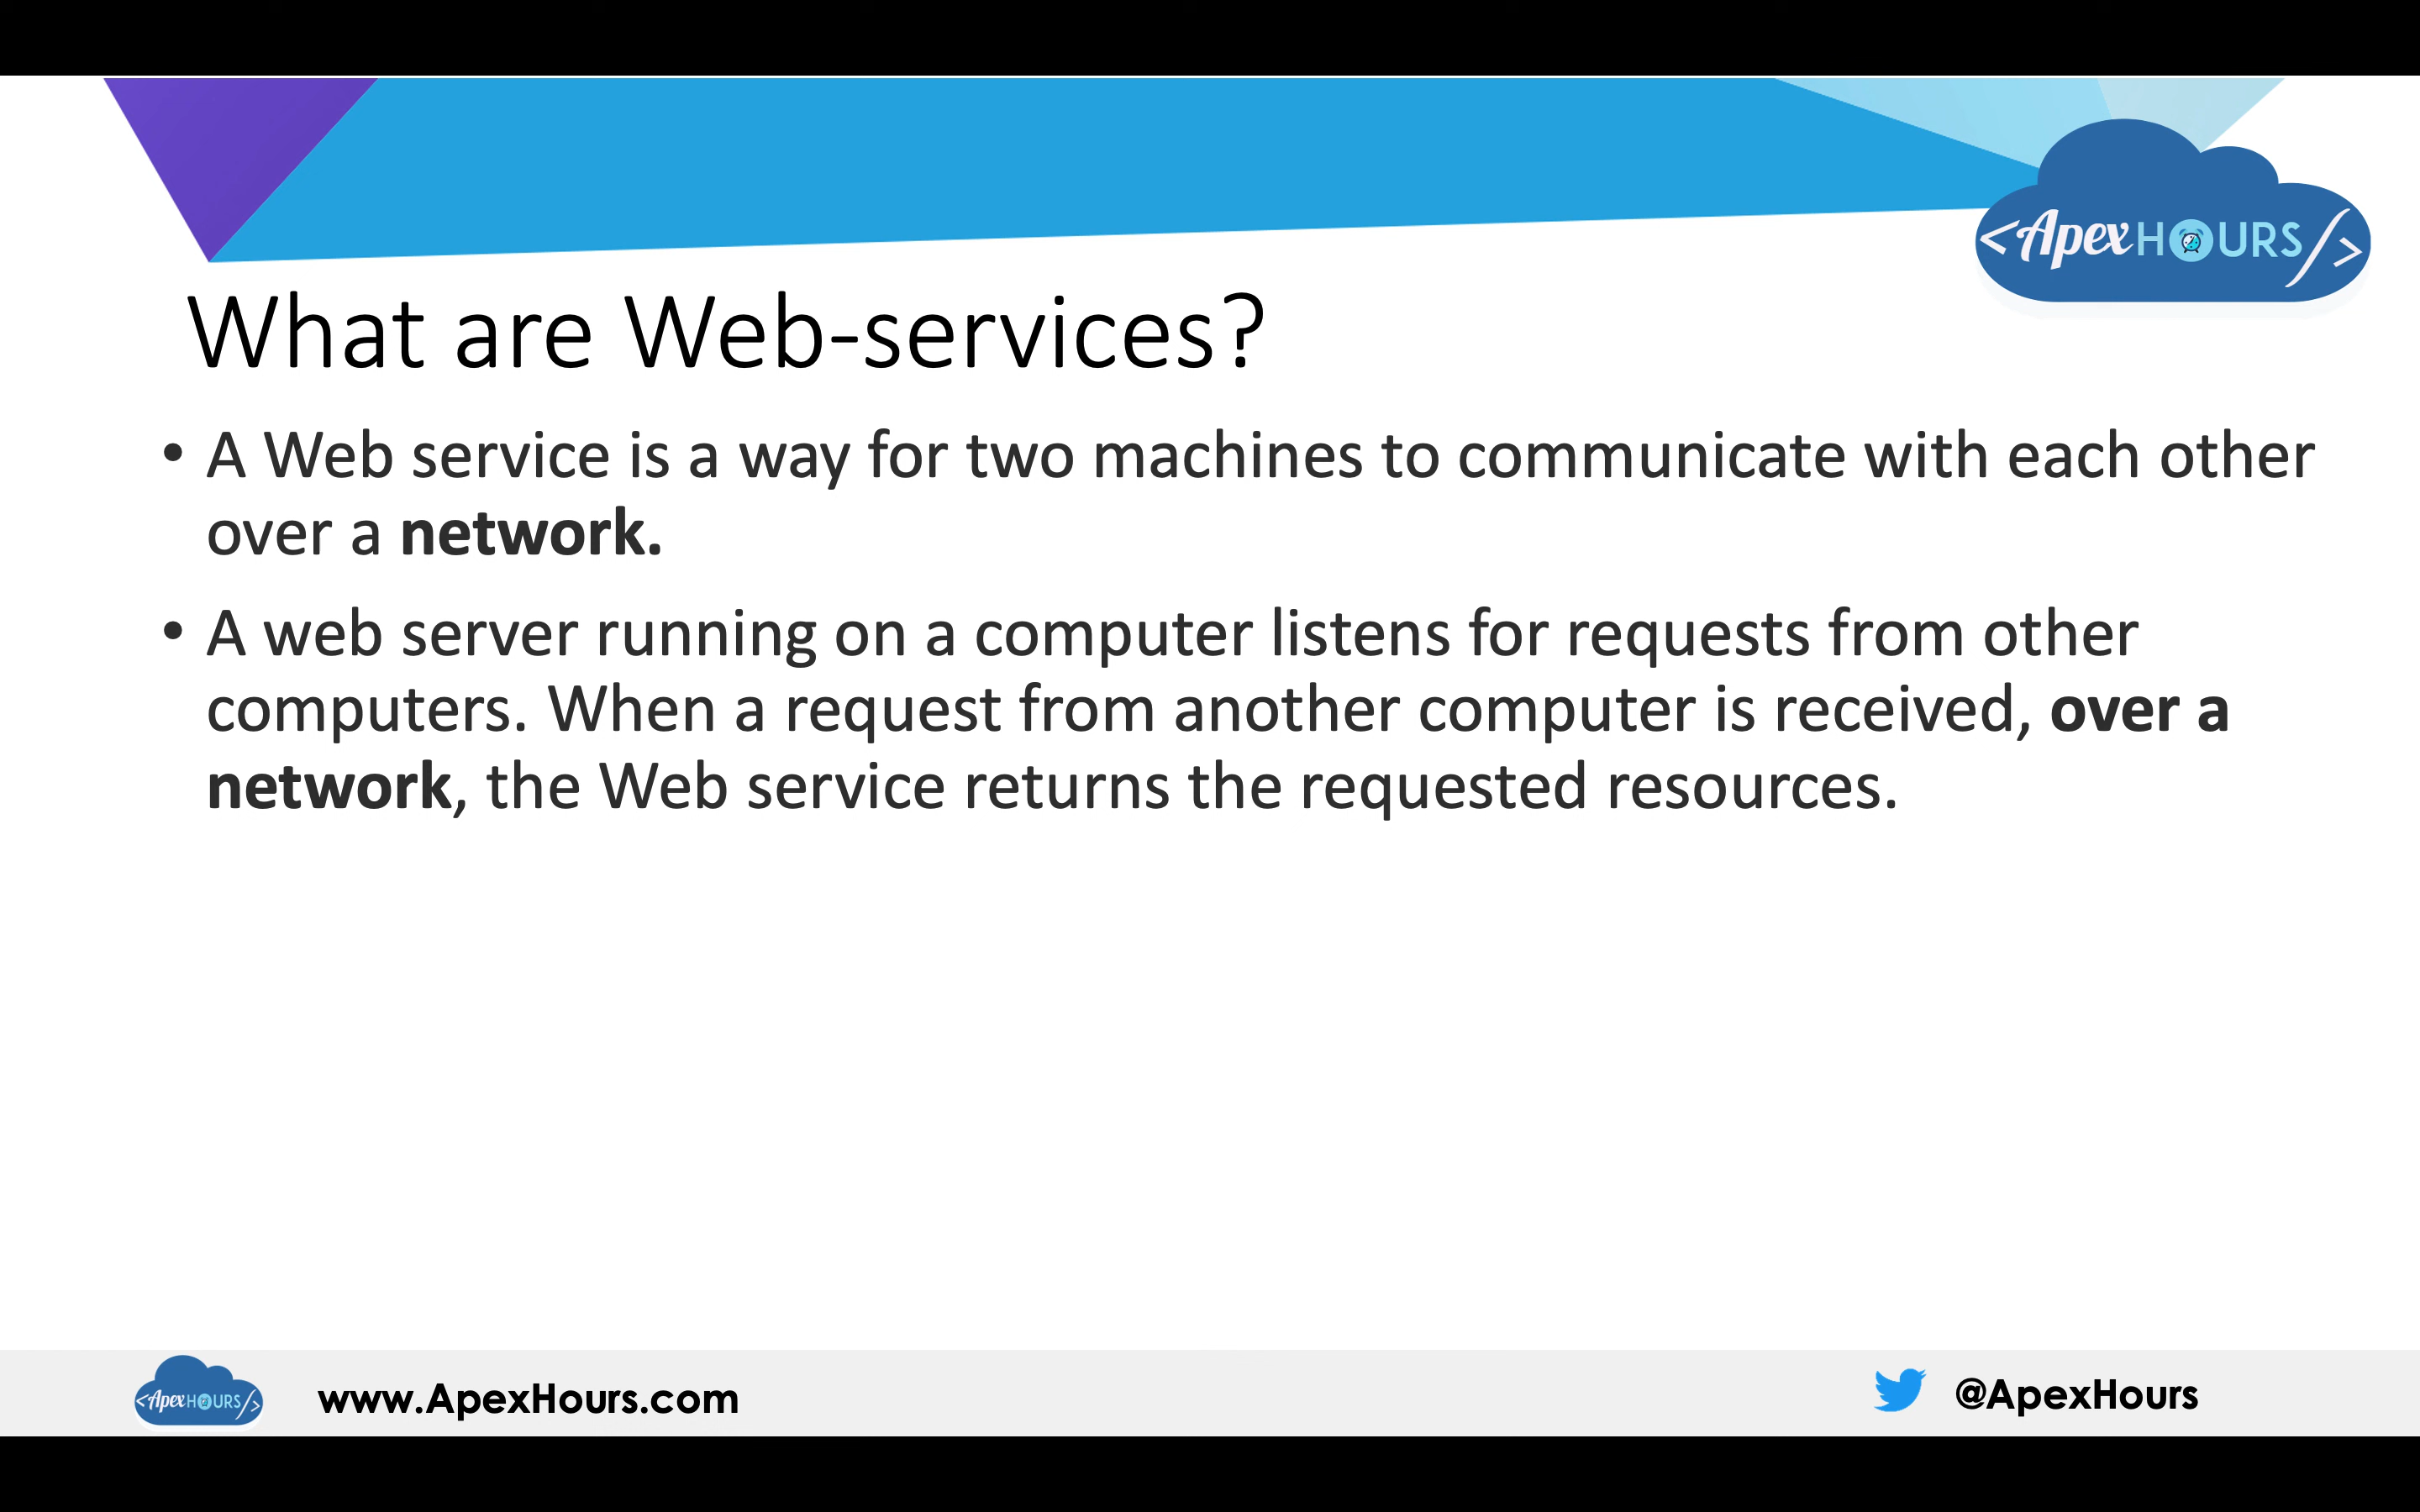 <ApexHOURS/>
What are Web-services?
• A Web service is a way for two machines to communicate with each other
over a network.
• A web server running on a computer listens for requests from other
computers. When a request from another computer is received, over a
network, the Web service returns the requested resources.
<ApexHOURS/>
www.ApexHours.com
@ApexHours